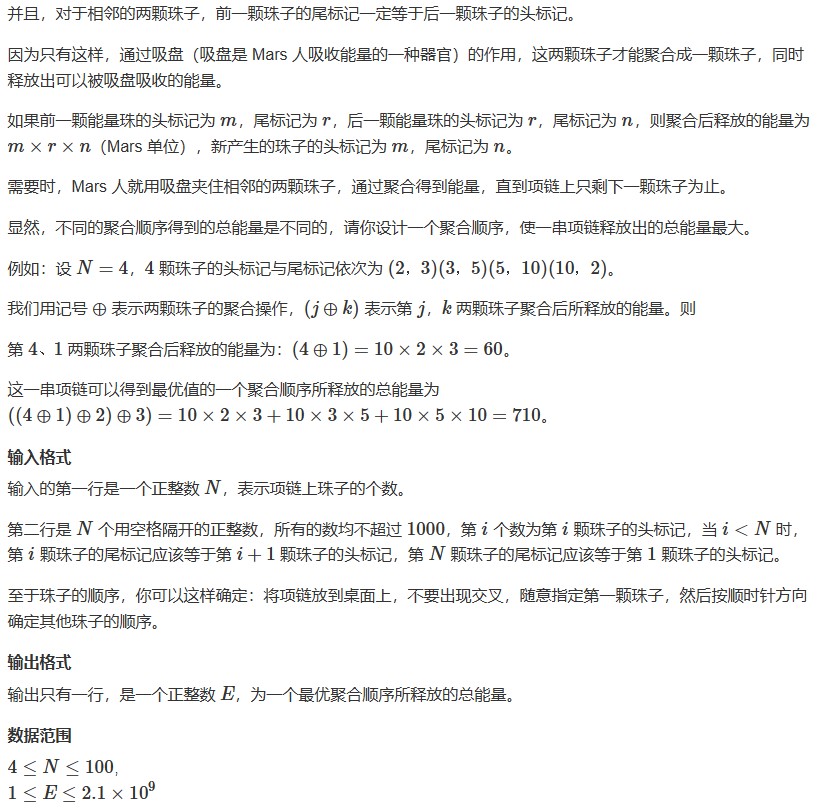 并且，对于相邻的两颗珠子，前一颗珠子的尾标记一定等于后一颗珠子的头标记。
因为只有这样，通过吸盘（吸盘是 Mars 人吸收能量的一种器官）的作用，这两颗珠子才能聚合成一颗珠子，同时
释放出可以被吸盘吸收的能量。
如果前一颗能量珠的头标记为 m，尾标记为 r，后一颗能量珠的头标记为 r，尾标记为 n，则聚合后释放的能量为
m × r × n（Mars 单位），新产生的珠子的头标记为 m，尾标记为 n。
需要时，Mars 人就用吸盘夹住相邻的两颗珠子，通过聚合得到能量，直到项链上只剩下一颗珠子为止。
显然，不同的聚合顺序得到的总能量是不同的，请你设计一个聚合顺序，使一串项链释放出的总能量最大。
例如：设 N = 4，4 颗珠子的头标记与尾标记依次为 (2，3)(3，5)(5，10)(10，2)。
我们用记号 ⊕ 表示两颗珠子的聚合操作，(j ⊕ k) 表示第 j，k 两颗珠子聚合后所释放的能量。则
第 4、1 两颗珠子聚合后释放的能量为：(4 ⊕ 1) = 10 × 2 × 3 = 60。
这一串项链可以得到最优值的一个聚合顺序所释放的总能量为
((4 ⊕ 1) ⊕ 2) ⊕ 3) = 10 × 2 × 3 + 10 × 3 × 5 + 10 × 5 × 10 = 710。
输入格式
输入的第一行是一个正整数 N，表示项链上珠子的个数。
第二行是 N 个用空格隔开的正整数，所有的数均不超过 1000，第 i 个数为第 i 颗珠子的头标记，当 i < N 时，
第 i 颗珠子的尾标记应该等于第 i + 1 颗珠子的头标记，第 N 颗珠子的尾标记应该等于第 1 颗珠子的头标记。
至于珠子的顺序，你可以这样确定：将项链放到桌面上，不要出现交叉，随意指定第一颗珠子，然后按顺时针方向
确定其他珠子的顺序。
输出格式
输出只有一行，是一个正整数 E，为一个最优聚合顺序所释放的总能量。
数据范围
4 ≤ N ≤ 100,
1 ≤ E ≤ 2.1 × 10⁹